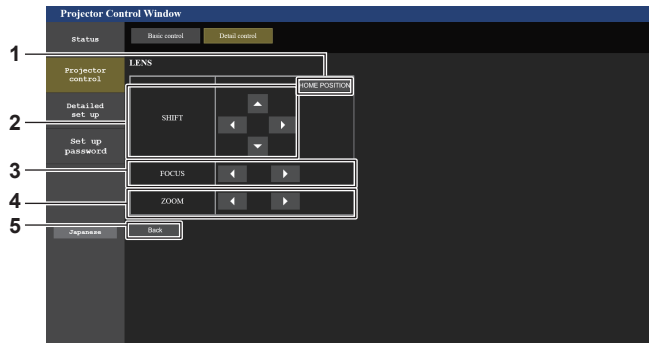 Projector Control Window
Status
Basic control
Detail control
1
LENS
Projector
control
HOME POSITION
Detailed
set up
2
SHIFT
Set up
password
3
FOCUS
4
ZOOM
5
Japanese
Back